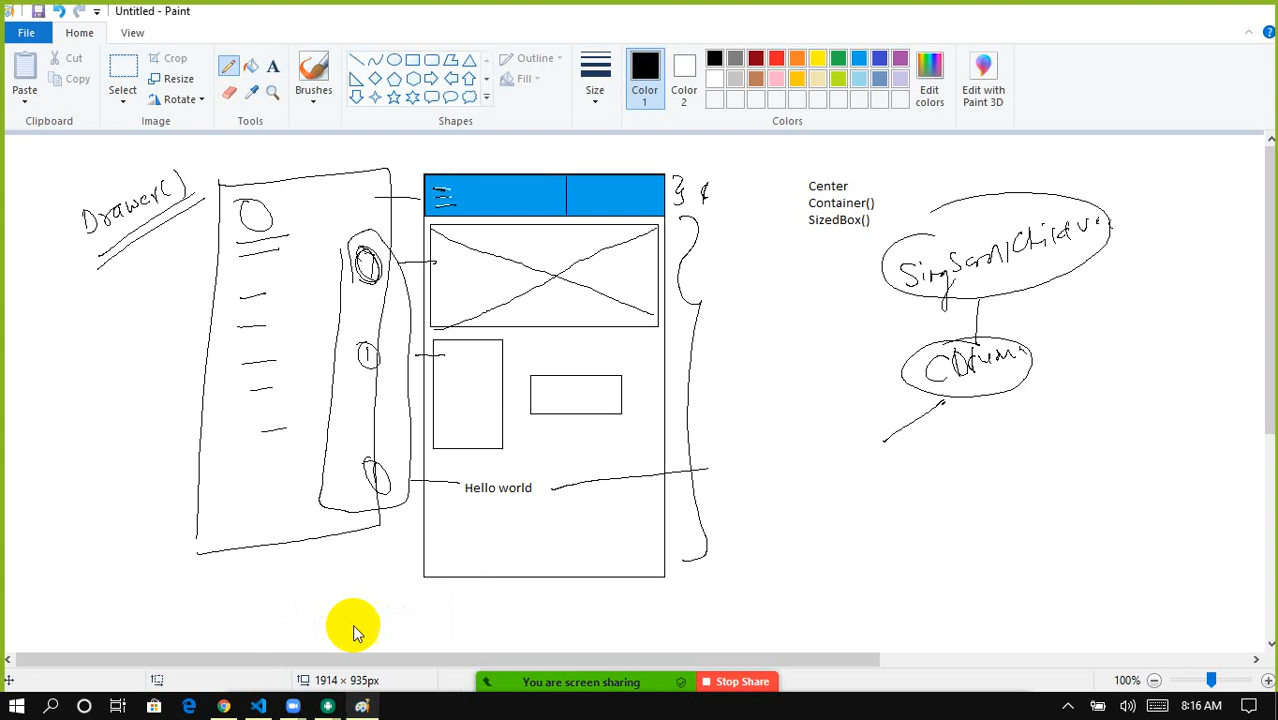 Untitled - Paint
File Home View
Paste
Cut
Copy
Clipboard
Select
Crop
Resize
Rotate
Image
A
Tools
Brushes
Outline
Fill
Shapes
Size
Color 1
Color 2
Edit colors
Colors
Edit with Paint 3D
Drawer()
Hello world
Center
Container()
SizedBox()
1914 × 935px
You are screen sharing
Stop Share
100%
8:16 AM